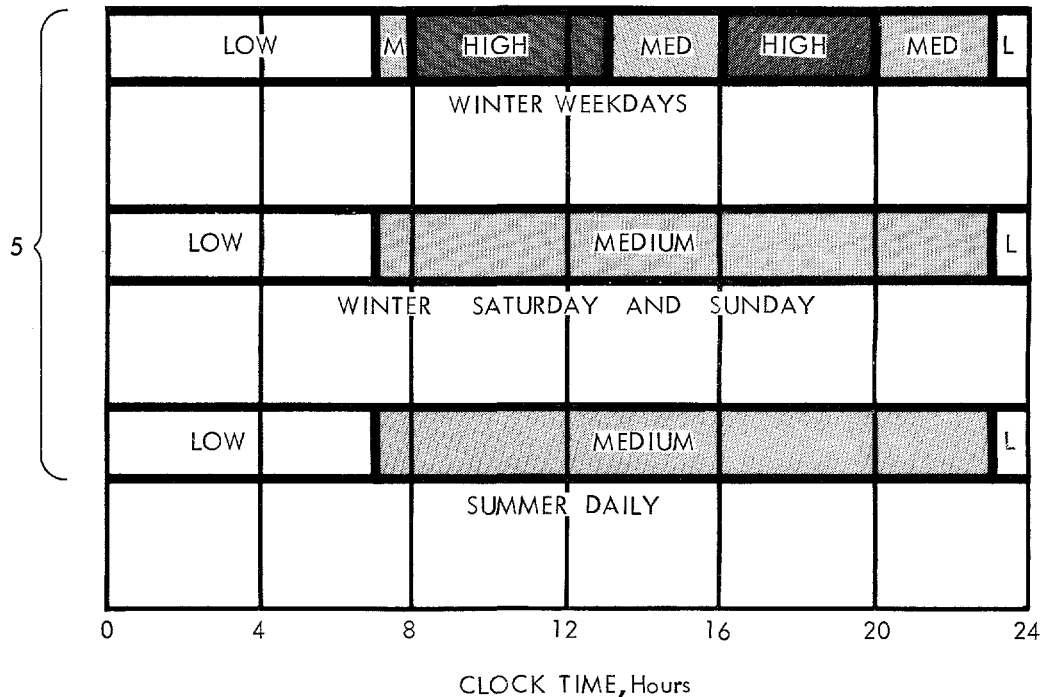 LOW M HIGH MED HIGH MED L
WINTER WEEKDAYS
5
LOW MEDIUM L
WINTER SATURDAY AND SUNDAY
LOW MEDIUM L
SUMMER DAILY
0 4 8 12 16 20 24
CLOCK TIME, Hours